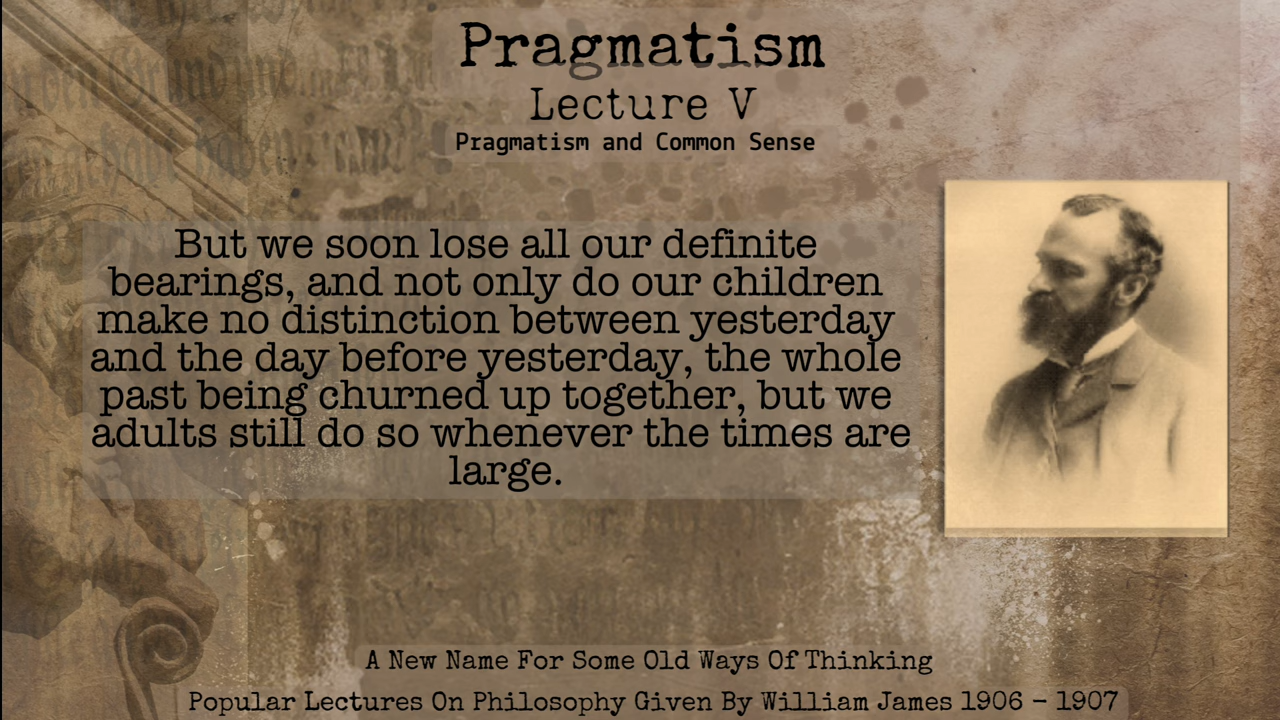 Pragmatism
Lecture V
Pragmatism and Common Sense
But we soon lose all our definite
bearings, and not only do our children
make no distinction between yesterday
and the day before yesterday, the whole
past being churned up together, but we
adults still do so whenever the times are
large.
A New Name For Some Old Ways Of Thinking
Popular Lectures On Philosophy Given By William James 1906 - 1907